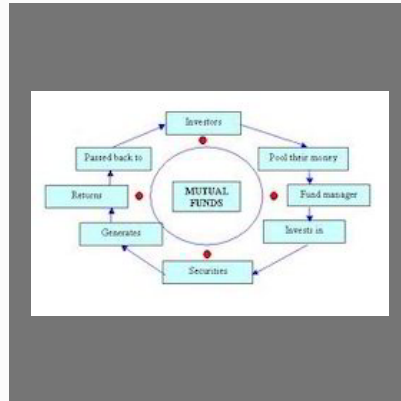 Investors
Pool their money
Fund manager
Invests in
Securities
Generates
Returns
Passed back to
MUTUAL
FUNDS